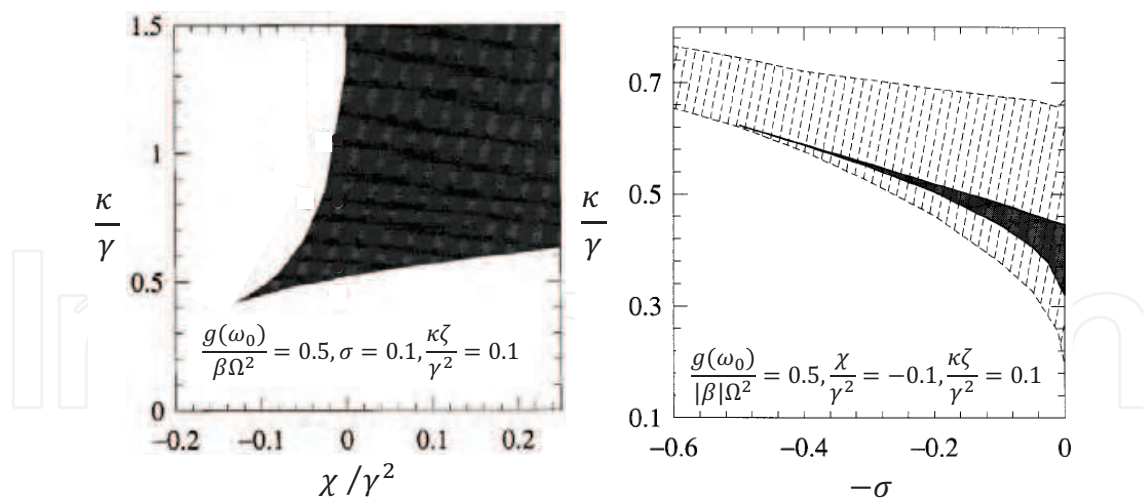 1.5
1
0.5
0
κ/γ
g(ω₀)/βΩ² = 0.5, σ = 0.1, κζ/γ² = 0.1
−0.2 −0.1 0 0.1 0.2
χ/γ²
0.7
0.5
0.3
0.1
κ/γ
g(ω₀)/|β|Ω² = 0.5, χ/γ² = −0.1, κζ/γ² = 0.1
−0.6 −0.4 −0.2 0
−σ